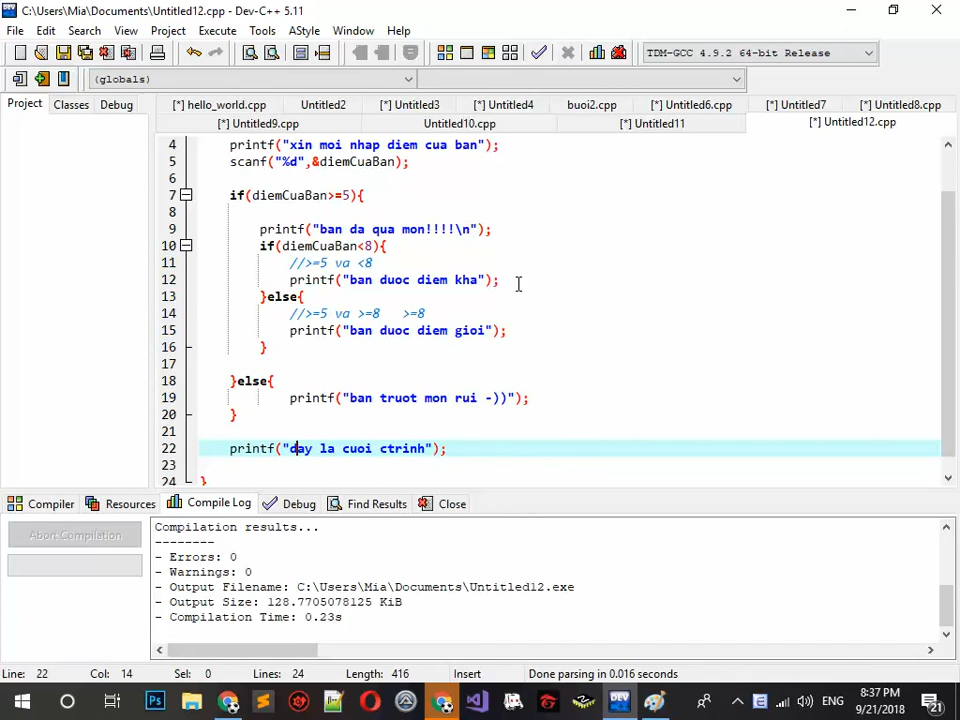 C:\Users\Mia\Documents\Untitled12.cpp - Dev-C++ 5.11
File Edit Search View Project Execute Tools AStyle Window Help
TDM-GCC 4.9.2 64-bit Release
(globals)
Project Classes Debug
[*] hello_world.cpp Untitled2 [*] Untitled3 [*] Untitled4 buoi2.cpp [*] Untitled6.cpp [*] Untitled7 [*] Untitled8.cpp
[*] Untitled9.cpp Untitled10.cpp [*] Untitled11 [*] Untitled12.cpp
4 printf("xin moi nhap diem cua ban");
5 scanf("%d",&diemCuaBan);
6
7 if(diemCuaBan>=5){
8
9 printf("ban da qua mon!!!!\n");
10 if(diemCuaBan<8){
11 //>=5 va <8
12 printf("ban duoc diem kha");
13 }else{
14 //>=5 va >=8 >=8
15 printf("ban duoc diem gioi");
16 }
17
18 }else{
19 printf("ban truot mon rui -))");
20 }
21
22 printf("day la cuoi ctrinh");
23
24 }
Compiler Resources Compile Log Debug Find Results Close
Abort Compilation
Compilation results...
--------
- Errors: 0
- Warnings: 0
- Output Filename: C:\Users\Mia\Documents\Untitled12.exe
- Output Size: 128.7705078125 KiB
- Compilation Time: 0.23s
Line: 22 Col: 14 Sel: 0 Lines: 24 Length: 416 Insert Done parsing in 0.016 seconds
Ps
DEV
ENG
8:37 PM
9/21/2018
21